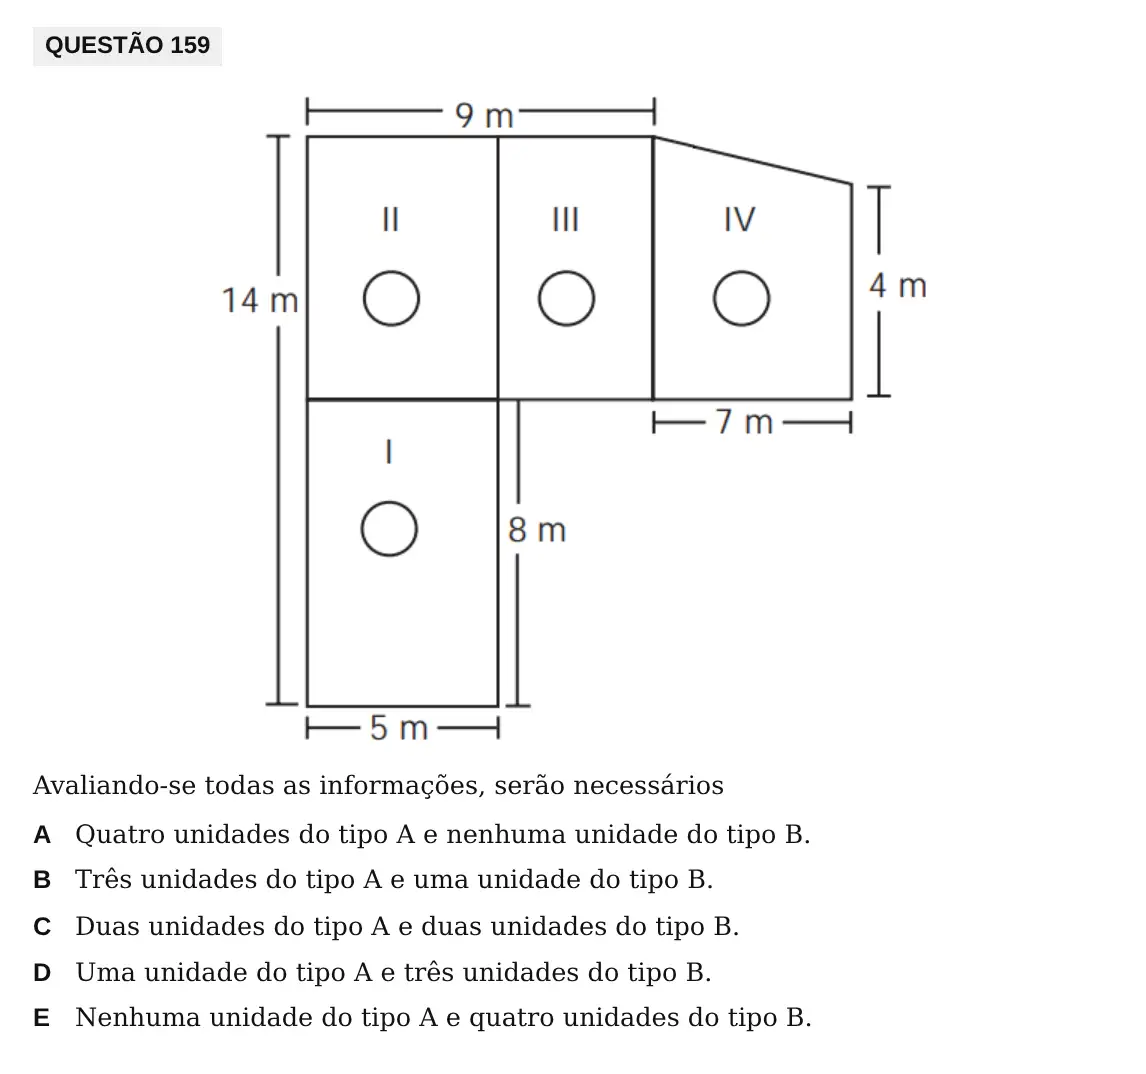 QUESTÃO 159
9 m
II
III
IV
14 m
4 m
7 m
I
8 m
5 m
Avaliando-se todas as informações, serão necessários
A Quatro unidades do tipo A e nenhuma unidade do tipo B.
B Três unidades do tipo A e uma unidade do tipo B.
C Duas unidades do tipo A e duas unidades do tipo B.
D Uma unidade do tipo A e três unidades do tipo B.
E Nenhuma unidade do tipo A e quatro unidades do tipo B.